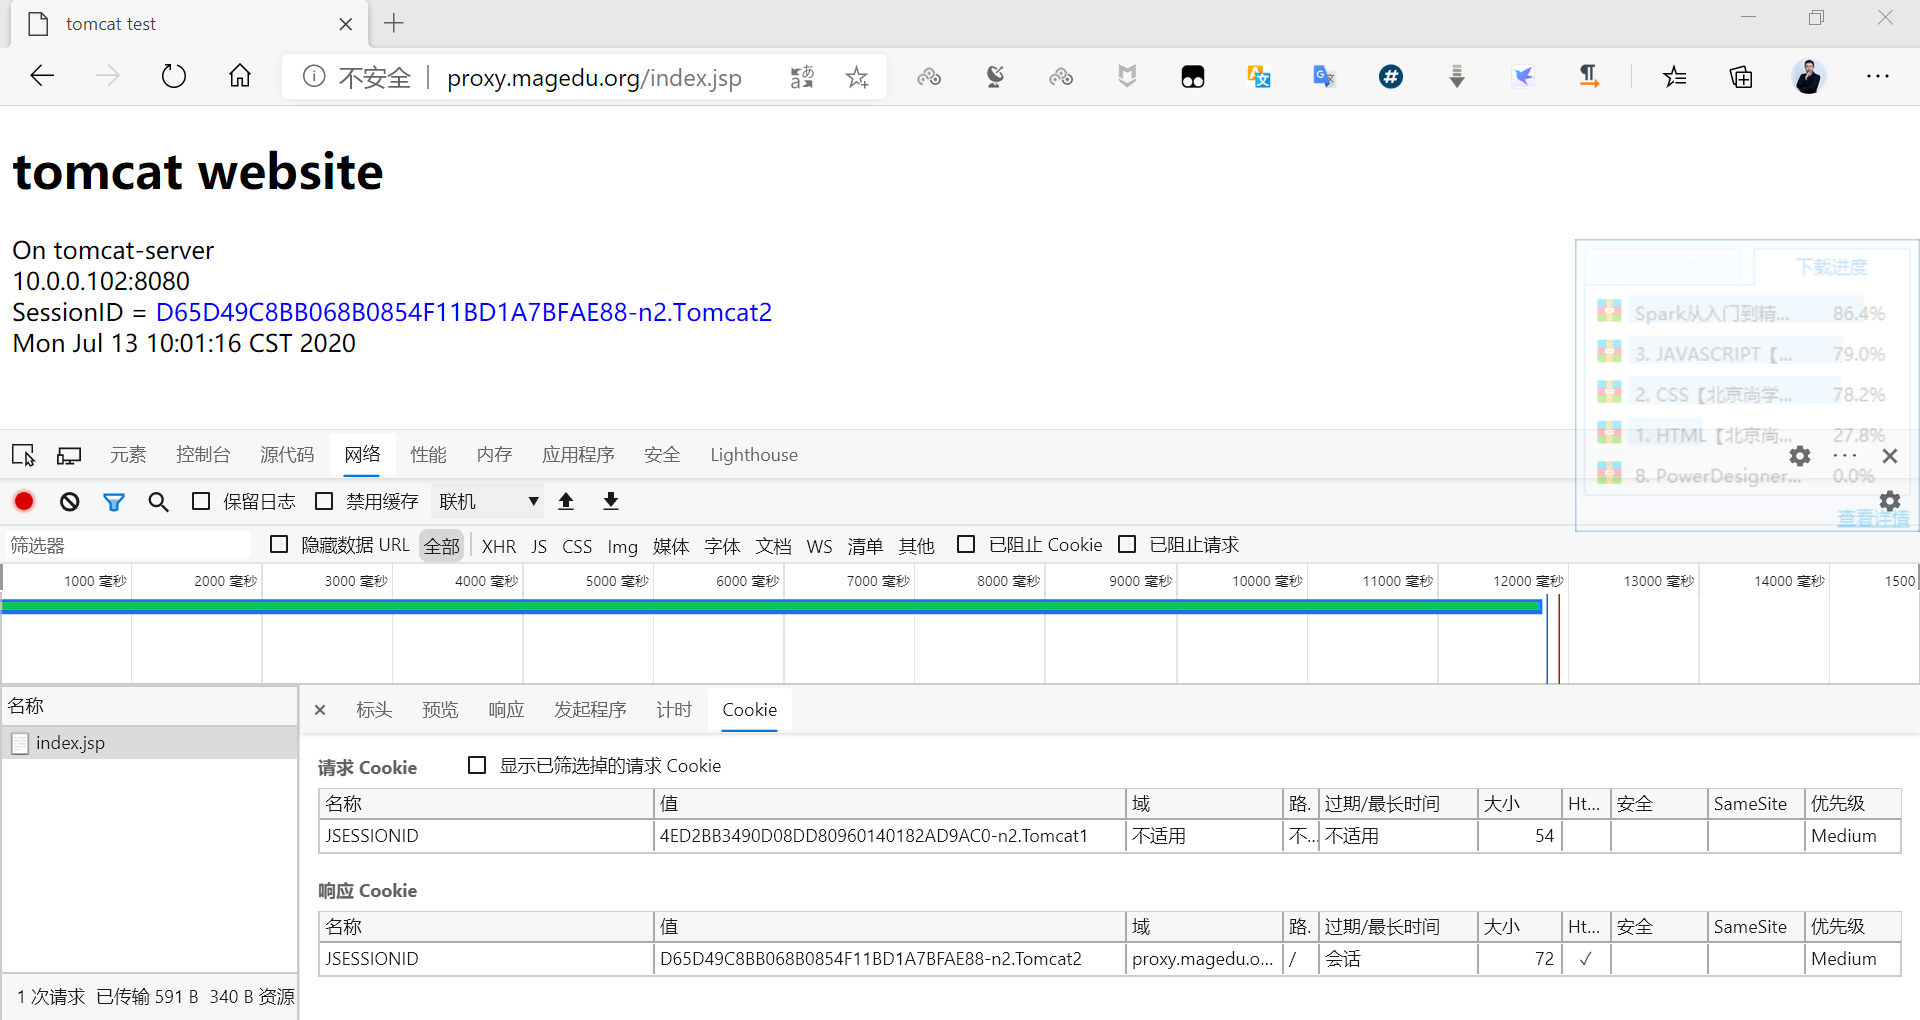 tomcat test
不安全
proxy.magedu.org/index.jsp
tomcat website
On tomcat-server
10.0.0.102:8080
SessionID = D65D49C8BB068B0854F11BD1A7BFAE88-n2.Tomcat2
Mon Jul 13 10:01:16 CST 2020
下载进度
Spark从入门到精... 86.4%
3. JAVASCRIPT【... 79.0%
2. CSS【北京尚学... 78.2%
1. HTML【北京尚... 27.8%
8. PowerDesigner... 0.0%
查看详情
元素 控制台 源代码 网络 性能 内存 应用程序 安全 Lighthouse
保留日志 禁用缓存 联机
筛选器 隐藏数据 URL 全部 XHR JS CSS Img 媒体 字体 文档 WS 清单 其他 已阻止 Cookie 已阻止请求
1000 毫秒 2000 毫秒 3000 毫秒 4000 毫秒 5000 毫秒 6000 毫秒 7000 毫秒 8000 毫秒 9000 毫秒 10000 毫秒 11000 毫秒 12000 毫秒 13000 毫秒 14000 毫秒 1500
名称
index.jsp
标头 预览 响应 发起程序 计时 Cookie
请求 Cookie 显示已筛选掉的请求 Cookie
名称 值 域 路. 过期/最长时间 大小 Ht... 安全 SameSite 优先级
JSESSIONID 4ED2BB3490D08DD80960140182AD9AC0-n2.Tomcat1 不适用 不... 不适用 54 Medium
响应 Cookie
名称 值 域 路. 过期/最长时间 大小 Ht... 安全 SameSite 优先级
JSESSIONID D65D49C8BB068B0854F11BD1A7BFAE88-n2.Tomcat2 proxy.magedu.o... / 会话 72 ✓ Medium
1 次请求 已传输 591 B 340 B 资源